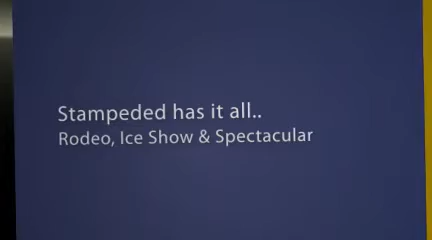 Stampeded has it all..
Rodeo, Ice Show & Spectacular